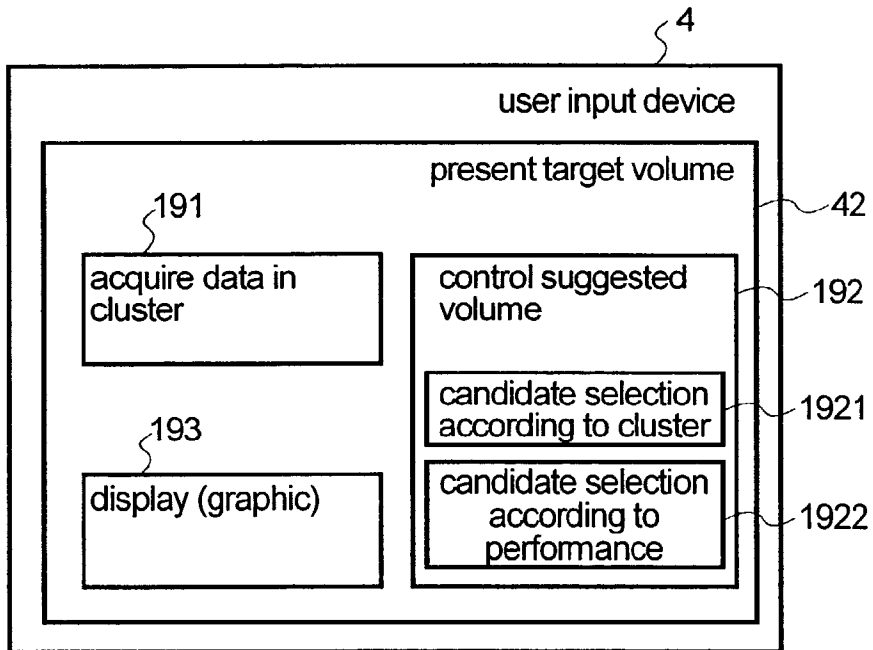 4
user input device
present target volume
42
191
acquire data in
cluster
control suggested
volume
192
candidate selection
according to cluster
1921
193
display (graphic)
candidate selection
according to
performance
1922